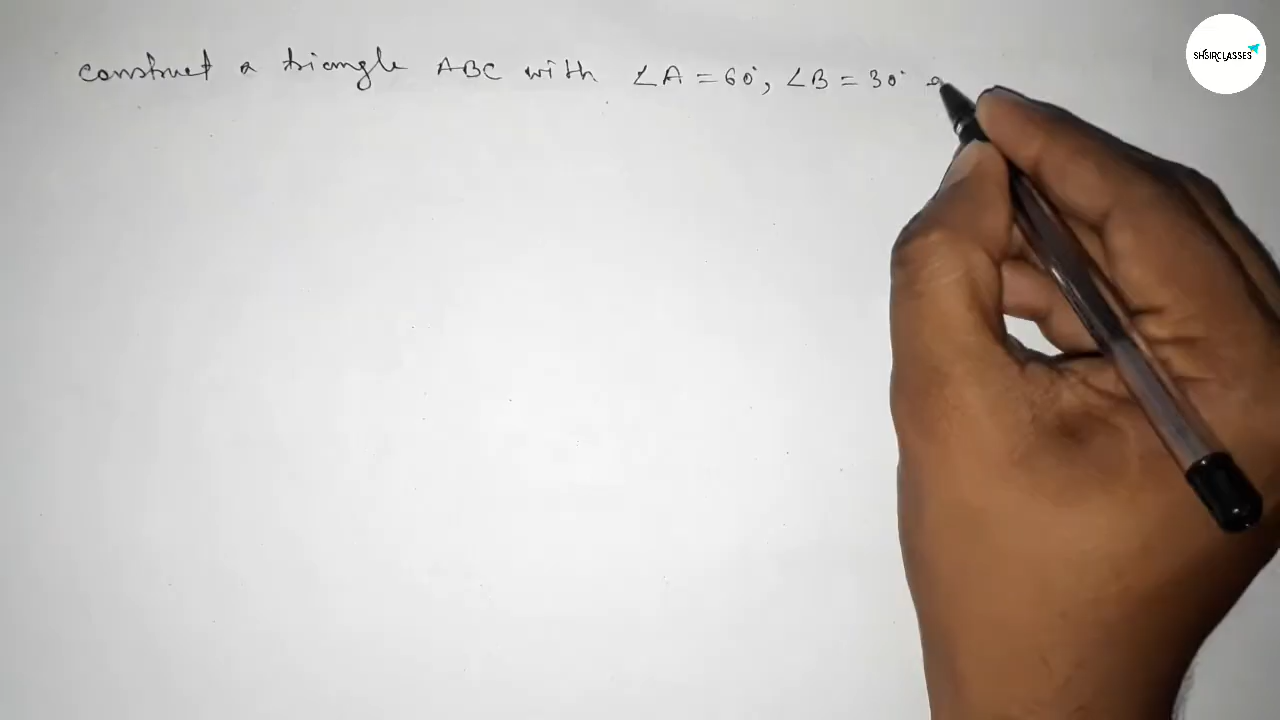 construct a triangle ABC with ∠A = 60°, ∠B = 30°
SHSIRCLASSES